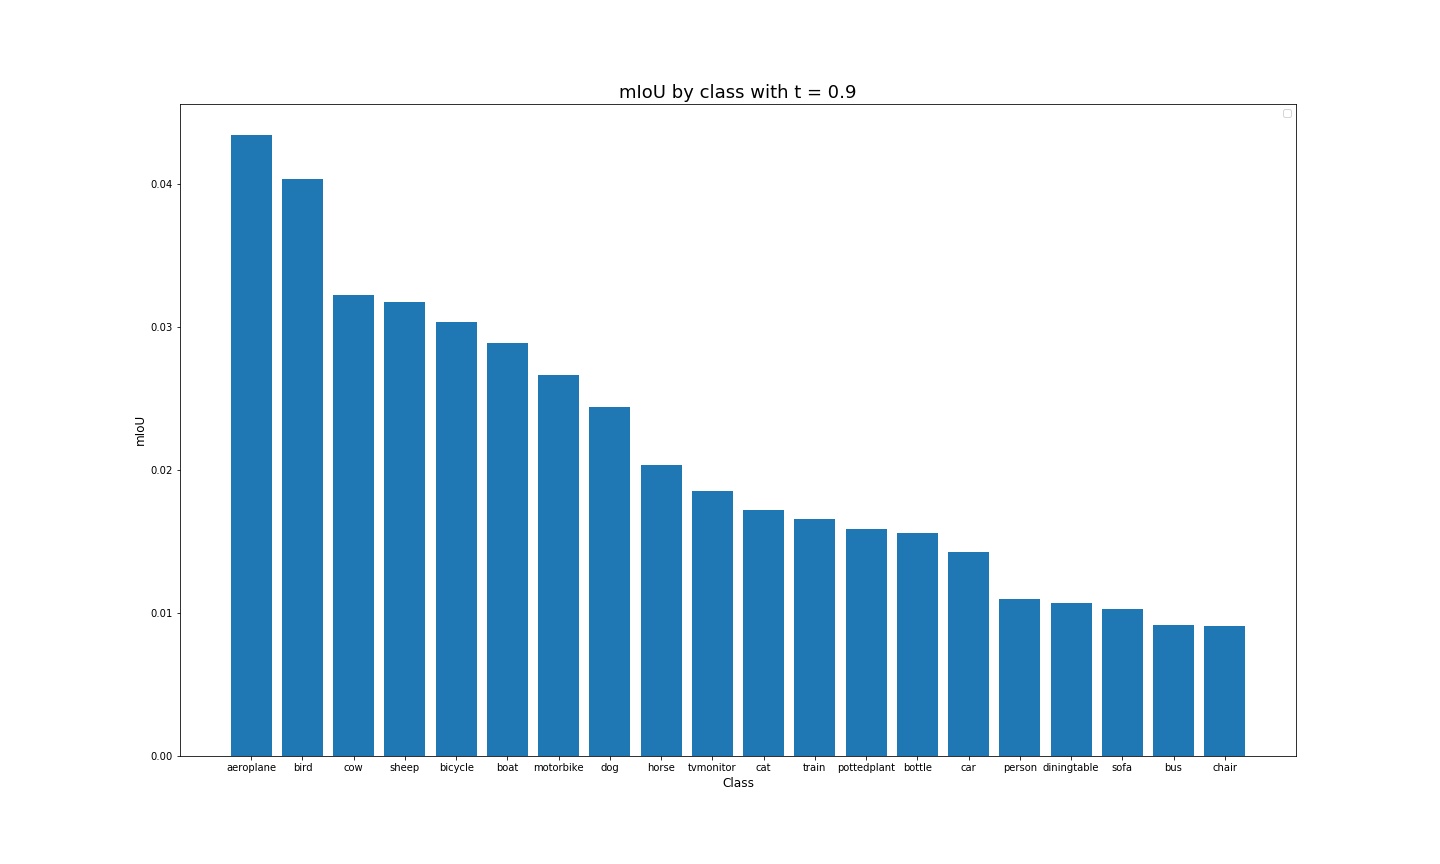 mIoU by class with t = 0.9
0.04
0.03
0.02
0.01
0.00
mIoU
aeroplane bird cow sheep bicycle boat motorbike dog horse tvmonitor cat train pottedplant bottle car person diningtable sofa bus chair
Class